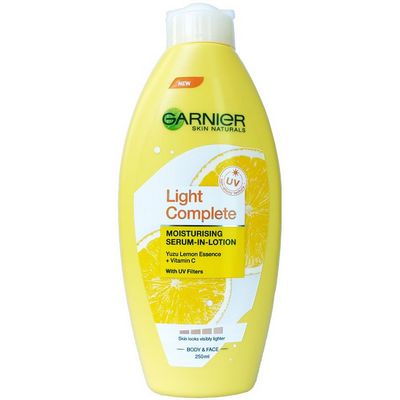 NEW
GARNIER
SKIN NATURALS
UV
Light
Complete
MOISTURISING
SERUM-IN-LOTION
Yuzu Lemon Essence
+ Vitamin C
With UV Filters
Skin looks visibly lighter
BODY & FACE
250ml